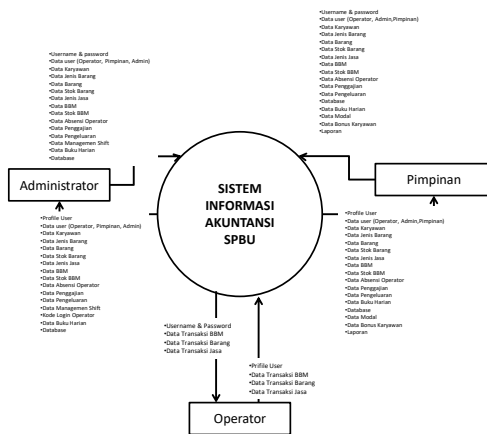 •Username & password
•Data user (Operator, Pimpinan, Admin)
•Data Karyawan
•Data Jenis Barang
•Data Barang
•Data Stok Barang
•Data Jenis Jasa
•Data BBM
•Data Stok BBM
•Data Absensi Operator
•Data Penggajian
•Data Pengeluaran
•Data Managemen Shift
•Data Buku Harian
•Database
•Username & password
•Data user (Operator, Admin,Pimpinan)
•Data Karyawan
•Data Jenis Barang
•Data Barang
•Data Stok Barang
•Data Jenis Jasa
•Data BBM
•Data Stok BBM
•Data Absensi Operator
•Data Penggajian
•Data Pengeluaran
•Database
•Data Buku Harian
•Data Modal
•Data Bonus Karyawan
•Laporan
Administrator
SISTEM
INFORMASI
AKUNTANSI
SPBU
Pimpinan
•Profile User
•Data user (Operator, Pimpinan, Admin)
•Data Karyawan
•Data Jenis Barang
•Data Barang
•Data Stok Barang
•Data Jenis Jasa
•Data BBM
•Data Stok BBM
•Data Absensi Operator
•Data Penggajian
•Data Pengeluaran
•Data Managemen Shift
•Kode Login Operator
•Data Buku Harian
•Database
•Profile User
•Data user (Operator, Admin,Pimpinan)
•Data Karyawan
•Data Jenis Barang
•Data Barang
•Data Stok Barang
•Data Jenis Jasa
•Data BBM
•Data Stok BBM
•Data Absensi Operator
•Data Penggajian
•Data Pengeluaran
•Data Buku Harian
•Database
•Data Modal
•Data Bonus Karyawan
•Laporan
•Username & Password
•Data Transaksi BBM
•Data Transaksi Barang
•Data Transaksi Jasa
•Prifile User
•Data Transaksi BBM
•Data Transaksi Barang
•Data Transaksi Jasa
Operator